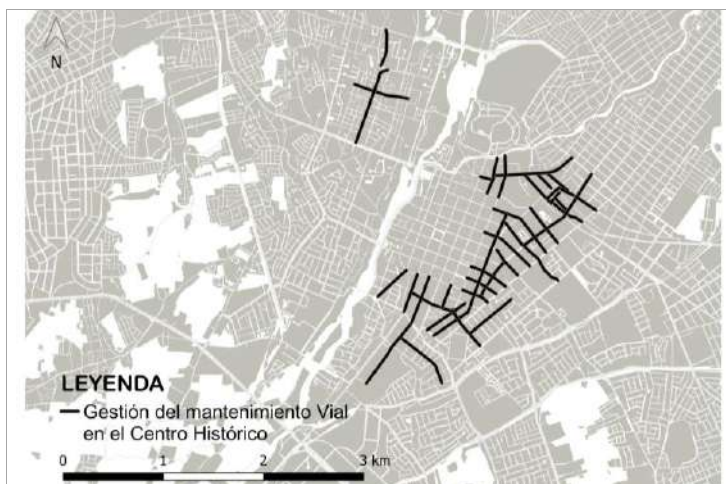 N
LEYENDA
Gestión del mantenimiento Vial
en el Centro Histórico
0 1 2 3 km